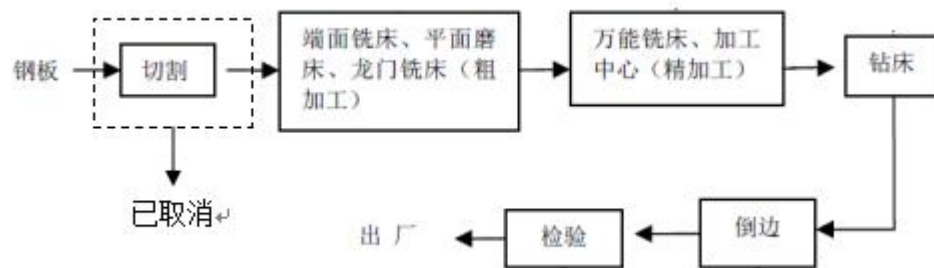 钢板
切割
端面铣床、平面磨
床、龙门铣床（粗
加工）
万能铣床、加工
中心（精加工）
钻床
已取消
倒边
检验
出厂